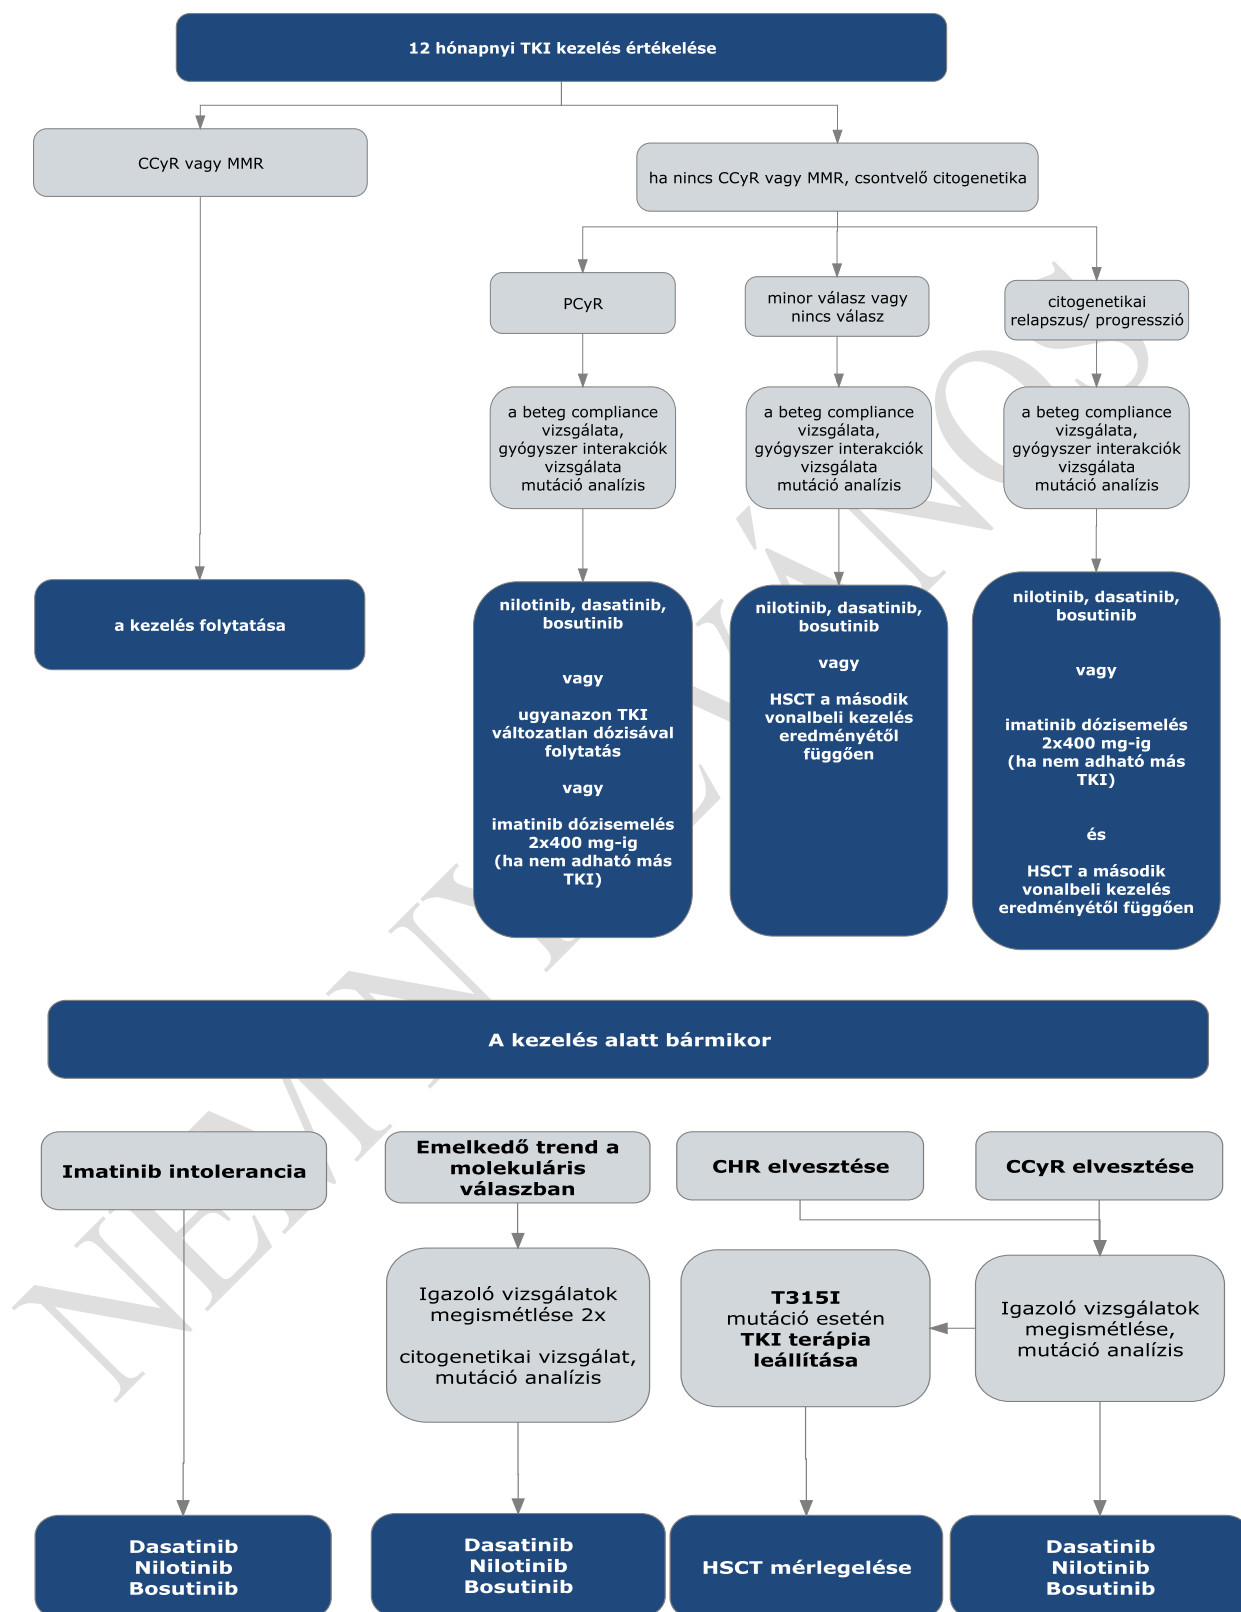 12 hónapnyi TKI kezelés értékelése
CCyR vagy MMR
ha nincs CCyR vagy MMR, csontvelő citogenetika
PCyR
minor válasz vagy
nincs válasz
citogenetikai
relapszus/ progresszió
a beteg compliance
vizsgálata,
gyógyszer interakciók
vizsgálata
mutáció analízis
a beteg compliance
vizsgálata,
gyógyszer interakciók
vizsgálata
mutáció analízis
a beteg compliance
vizsgálata,
gyógyszer interakciók
vizsgálata
mutáció analízis
a kezelés folytatása
nilotinib, dasatinib,
bosutinib
vagy
ugyanazon TKI
változatlan dózisával
folytatás
vagy
imatinib dózisemelés
2x400 mg-ig
(ha nem adható más
TKI)
nilotinib, dasatinib,
bosutinib
vagy
HSCT a második
vonalbeli kezelés
eredményétől
függően
nilotinib, dasatinib,
bosutinib
vagy
imatinib dózisemelés
2x400 mg-ig
(ha nem adható más
TKI)
és
HSCT a második
vonalbeli kezelés
eredményétől függően
A kezelés alatt bármikor
Imatinib intolerancia
Emelkedő trend a
molekuláris
válaszban
CHR elvesztése
CCyR elvesztése
Igazoló vizsgálatok
megismétlése 2x
citogenetikai vizsgálat,
mutáció analízis
T315I
mutáció esetén
TKI terápia
leállítása
Igazoló vizsgálatok
megismétlése,
mutáció analízis
Dasatinib
Nilotinib
Bosutinib
Dasatinib
Nilotinib
Bosutinib
HSCT mérlegelése
Dasatinib
Nilotinib
Bosutinib